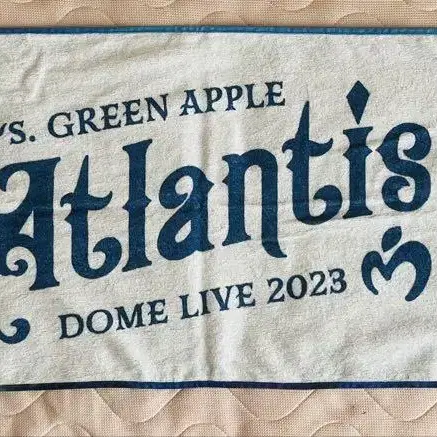 's. GREEN APPLE
Atlantis
DOME LIVE 2023